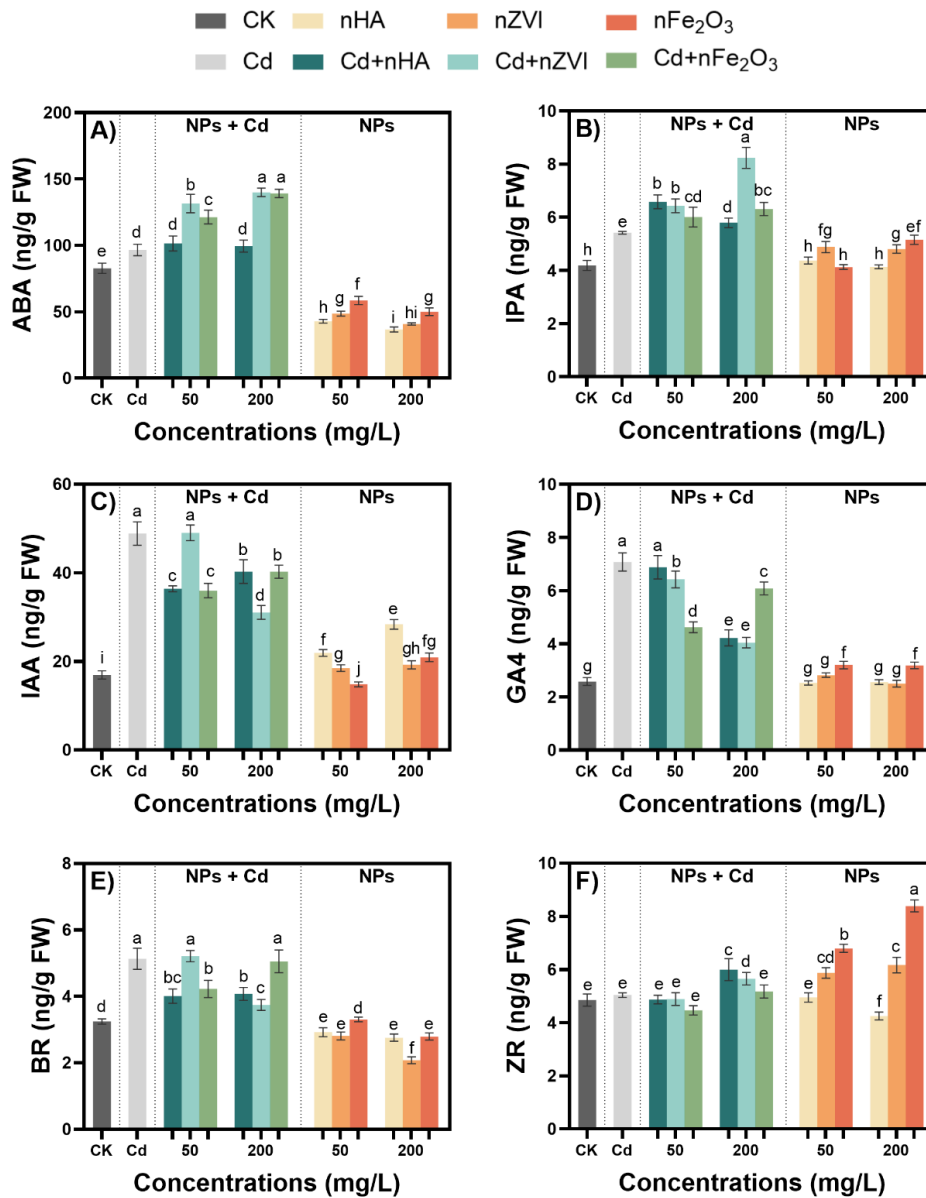 CK nHA nZVI nFe₂O₃
Cd Cd+nHA Cd+nZVI Cd+nFe₂O₃
A) NPs + Cd NPs
ABA (ng/g FW)
200
150
100
50
0
e d d b c d a a h g f i hi g
CK Cd 50 200 50 200
Concentrations (mg/L)
B) NPs + Cd NPs
IPA (ng/g FW)
10
8
6
4
2
0
h e b b cd d a bc h fg h h g ef
CK Cd 50 200 50 200
Concentrations (mg/L)
C) NPs + Cd NPs
IAA (ng/g FW)
60
40
20
0
i a c a c b d b f g j e gh fg
CK Cd 50 200 50 200
Concentrations (mg/L)
D) NPs + Cd NPs
GA4 (ng/g FW)
10
8
6
4
2
0
g a a b d e e c g g f g g f
CK Cd 50 200 50 200
Concentrations (mg/L)
E) NPs + Cd NPs
BR (ng/g FW)
8
6
4
2
0
d a bc a b b c a e e d e f e
CK Cd 50 200 50 200
Concentrations (mg/L)
F) NPs + Cd NPs
ZR (ng/g FW)
10
8
6
4
2
0
e e e e e c d e e cd b f c a
CK Cd 50 200 50 200
Concentrations (mg/L)